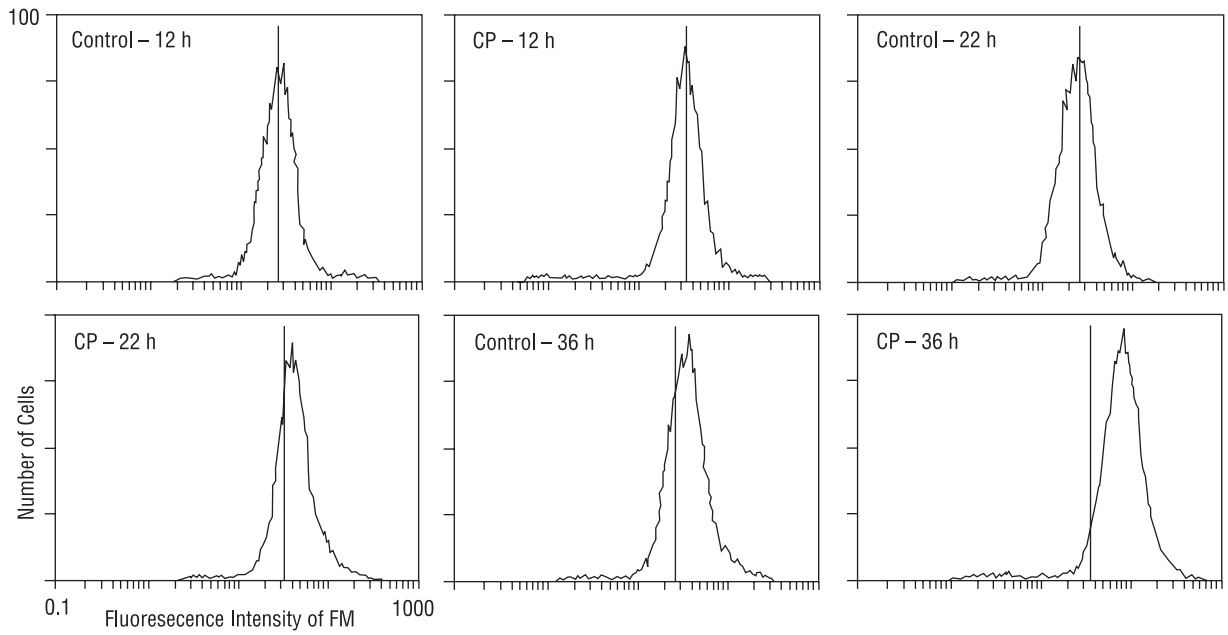 100
Control – 12 h
CP – 12 h
Control – 22 h
CP – 22 h
Control – 36 h
CP – 36 h
Number of Cells
0.1
1000
Fluoresecence Intensity of FM